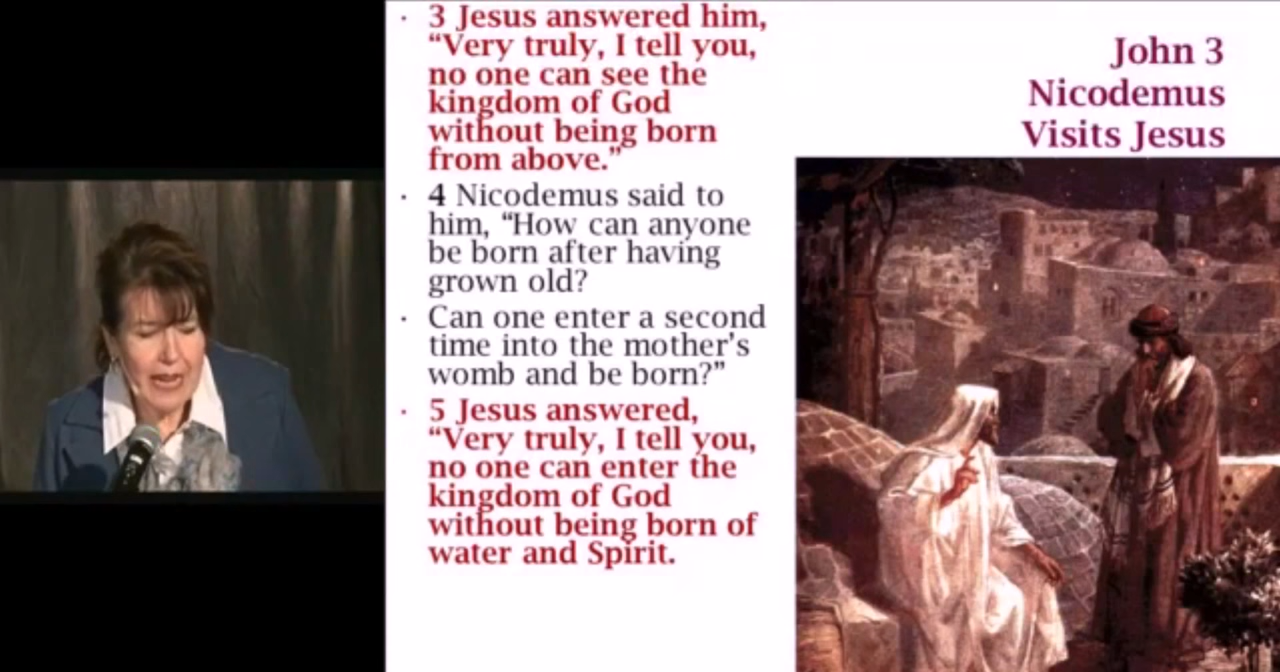 · 3 Jesus answered him,
“Very truly, I tell you,
no one can see the
kingdom of God
without being born
from above.”
· 4 Nicodemus said to
him, “How can anyone
be born after having
grown old?
· Can one enter a second
time into the mother’s
womb and be born?”
· 5 Jesus answered,
“Very truly, I tell you,
no one can enter the
kingdom of God
without being born of
water and Spirit.
John 3
Nicodemus
Visits Jesus